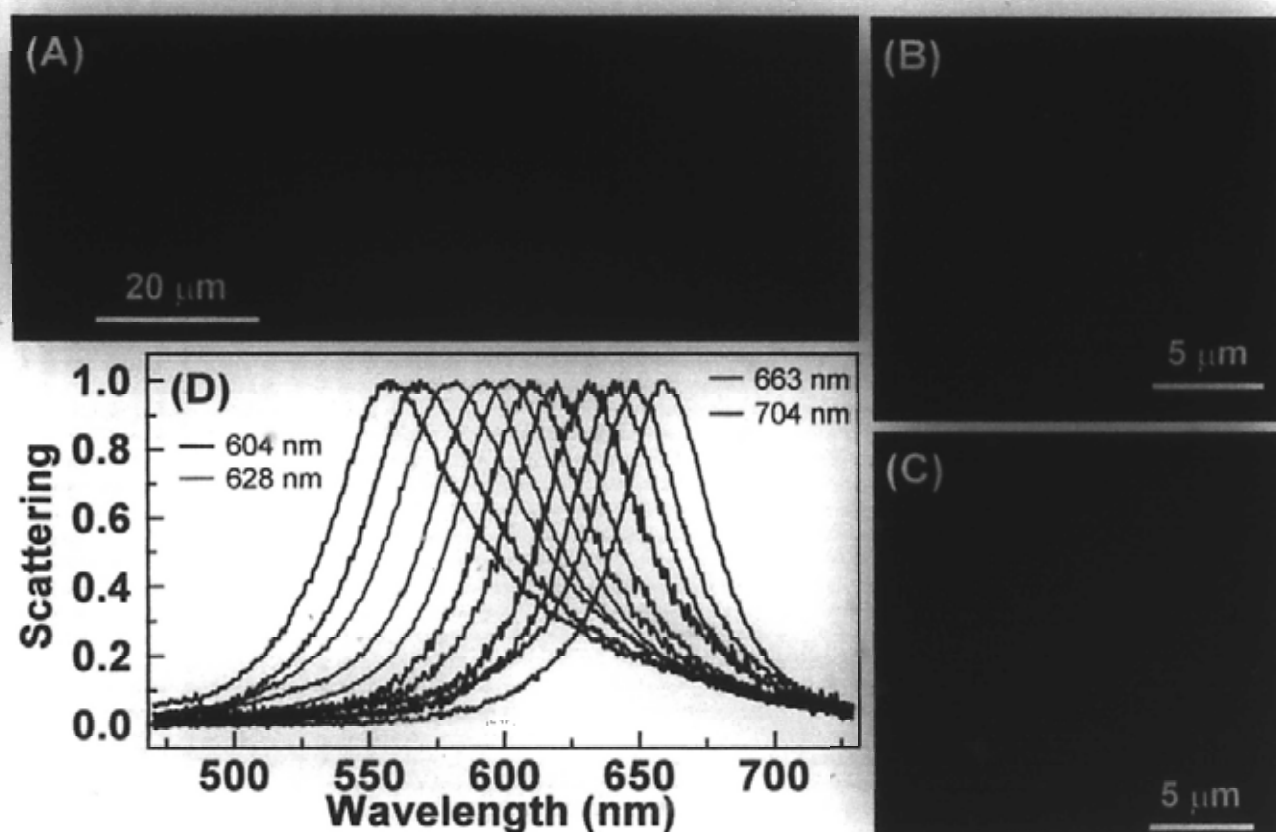 (A)
20 μm
(B)
5 μm
(C)
5 μm
(D)
663 nm
704 nm
604 nm
628 nm
Scattering
1.0
0.8
0.6
0.4
0.2
0.0
500 550 600 650 700
Wavelength (nm)